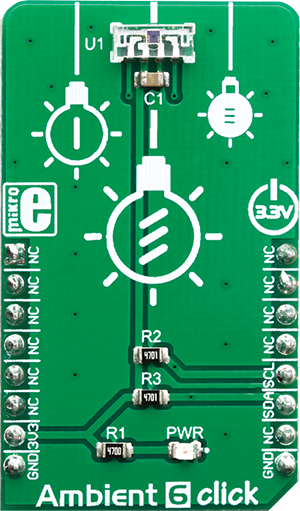 U1
C1
mikro
e
3.3V
NC NC
NC NC
NC NC
NC NC
R2
4701
NC SCL
R3
4701
NC SDA
3V3 NC
R1 PWR
4700
GND GND
Ambient 6 click